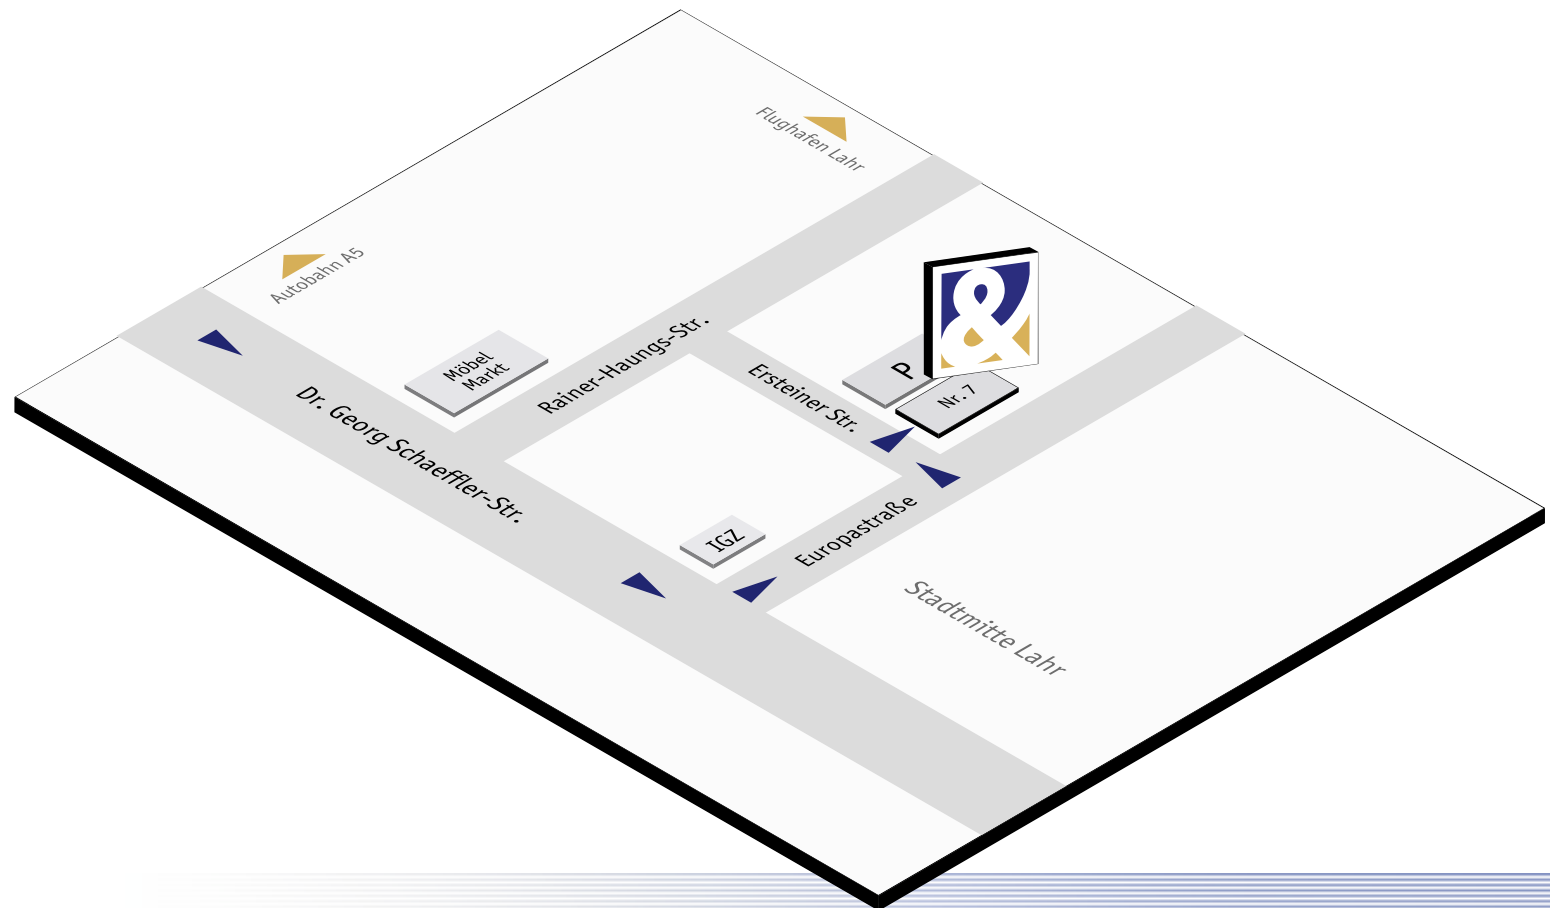 Flughafen Lahr
Autobahn A5
Möbel
Markt
Rainer-Haungs-Str.
Dr. Georg Schaeffler-Str.
Ersteiner Str.
P
&
Nr. 7
IGZ
Europastraße
Stadtmitte Lahr